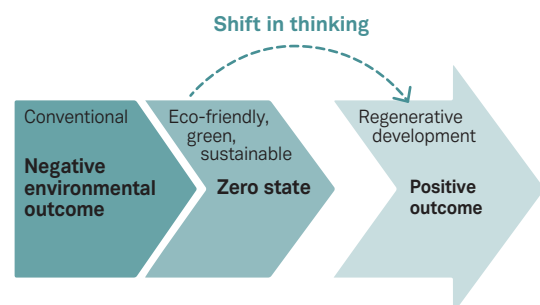 Shift in thinking
Conventional
Negative
environmental
outcome
Eco-friendly,
green,
sustainable
Zero state
Regenerative
development
Positive
outcome